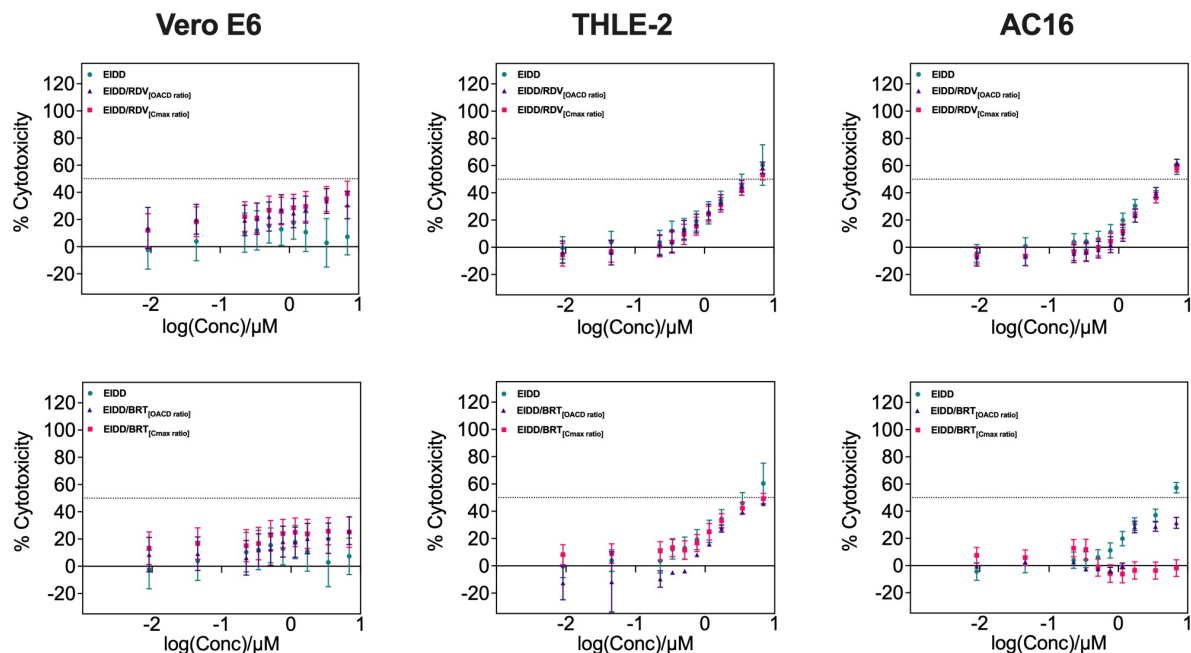 Vero E6
THLE-2
AC16
% Cytotoxicity
120
100
80
60
40
20
0
-20
EIDD
EIDD/RDV[OACD ratio]
EIDD/RDV[Cmax ratio]
-2
-1
0
1
log(Conc)/µM
% Cytotoxicity
120
100
80
60
40
20
0
-20
EIDD
EIDD/RDV[OACD ratio]
EIDD/RDV[Cmax ratio]
-2
-1
0
1
log(Conc)/µM
% Cytotoxicity
120
100
80
60
40
20
0
-20
EIDD
EIDD/RDV[OACD ratio]
EIDD/RDV[Cmax ratio]
-2
-1
0
1
log(Conc)/µM
% Cytotoxicity
120
100
80
60
40
20
0
-20
EIDD
EIDD/BRT[OACD ratio]
EIDD/BRT[Cmax ratio]
-2
-1
0
1
log(Conc)/µM
% Cytotoxicity
120
100
80
60
40
20
0
-20
EIDD
EIDD/BRT[OACD ratio]
EIDD/BRT[Cmax ratio]
-2
-1
0
1
log(Conc)/µM
% Cytotoxicity
120
100
80
60
40
20
0
-20
EIDD
EIDD/BRT[OACD ratio]
EIDD/BRT[Cmax ratio]
-2
-1
0
1
log(Conc)/µM